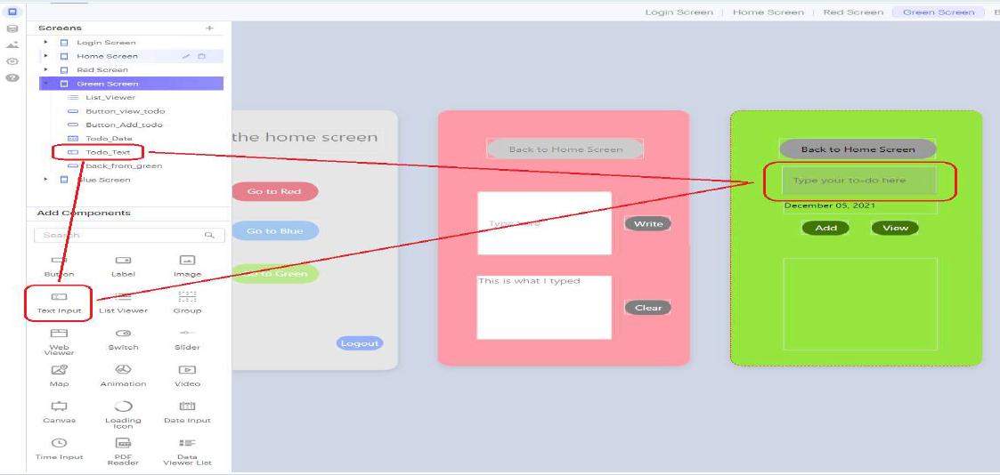 Login Screen | Home Screen | Red Screen | Green Screen
Screens
Login Screen
Home Screen
Red Screen
Green Screen
List_Viewer
Button_view_todo
Button_Add_todo
Todo_Date
Todo_Text
back_from_green
Blue Screen
Add Components
Search
Button Label Image
Text Input List Viewer Group
Web Viewer Switch Slider
Map Animation Video
Canvas Loading Icon Date Input
Time Input PDF Reader Data Viewer List
the home screen
Go to Red
Go to Blue
Go to Green
Logout
Back to Home Screen
Type here
Write
This is what I typed
Clear
Back to Home Screen
Type your to-do here
December 05, 2021
Add View